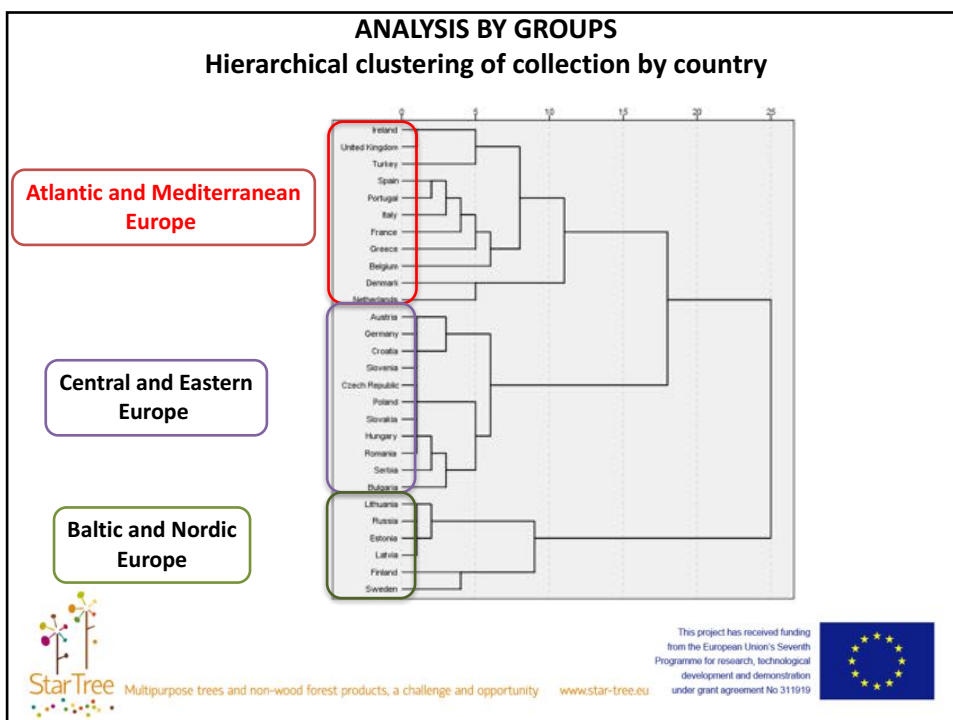 ANALYSIS BY GROUPS
Hierarchical clustering of collection by country
0 5 10 15 20 25
Ireland
United Kingdom
Turkey
Spain
Portugal
Italy
France
Greece
Belgium
Denmark
Netherlands
Atlantic and Mediterranean
Europe
Austria
Germany
Croatia
Slovenia
Czech Republic
Poland
Slovakia
Hungary
Romania
Serbia
Bulgaria
Central and Eastern
Europe
Lithuania
Russia
Estonia
Latvia
Finland
Sweden
Baltic and Nordic
Europe
StarTree
Multipurpose trees and non-wood forest products, a challenge and opportunity www.star-tree.eu
This project has received funding
from the European Union's Seventh
Programme for research, technological
development and demonstration
under grant agreement No 311919